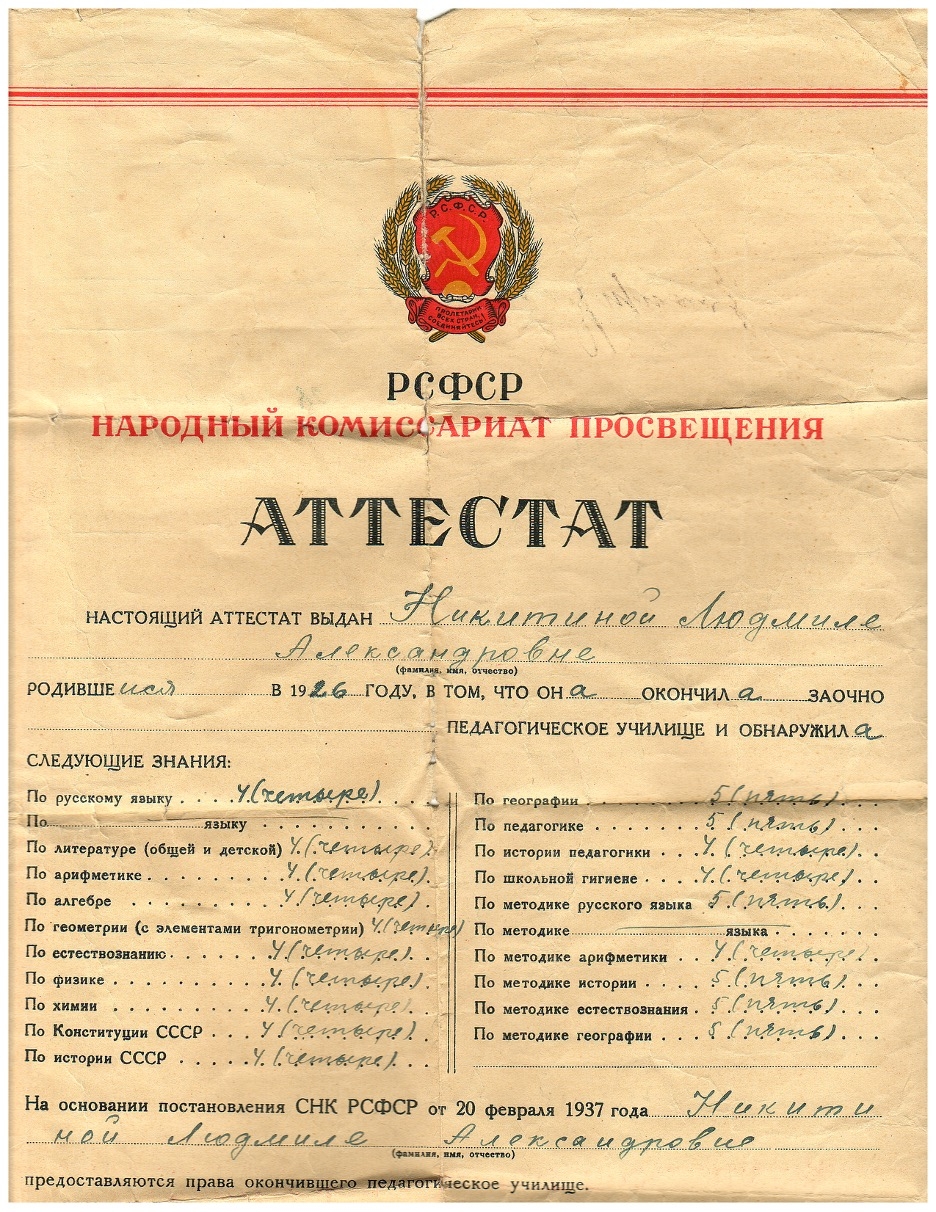 Р.С.Ф.С.Р.
ПРОЛЕТАРИИ
ВСЕХ СТРАН,
СОЕДИНЯЙТЕСЬ!
РСФСР
НАРОДНЫЙ КОМИССАРИАТ ПРОСВЕЩЕНИЯ
АТТЕСТАТ
НАСТОЯЩИЙ АТТЕСТАТ ВЫДАН Никитиной Людмиле
Александровне
(фамилия, имя, отчество)
РОДИВШЕйся В 1926 ГОДУ, В ТОМ, ЧТО ОНа ОКОНЧИЛа ЗАОЧНО
ПЕДАГОГИЧЕСКОЕ УЧИЛИЩЕ И ОБНАРУЖИЛа
СЛЕДУЮЩИЕ ЗНАНИЯ:
По русскому языку 4 (четыре)
По языку
По литературе (общей и детской) 4 (четыре)
По арифметике 4 (четыре)
По алгебре 4 (четыре)
По геометрии (с элементами тригонометрии) 4 (четыре)
По естествознанию 4 (четыре)
По физике 4 (четыре)
По химии 4 (четыре)
По Конституции СССР 4 (четыре)
По истории СССР 4 (четыре)
По географии 5 (пять)
По педагогике 5 (пять)
По истории педагогики 4 (четыре)
По школьной гигиене 4 (четыре)
По методике русского языка 5 (пять)
По методике языка
По методике арифметики 4 (четыре)
По методике истории 5 (пять)
По методике естествознания 5 (пять)
По методике географии 5 (пять)
На основании постановления СНК РСФСР от 20 февраля 1937 года Никити
ной Людмиле Александровне
(фамилия, имя, отчество)
предоставляются права окончившего педагогическое училище.